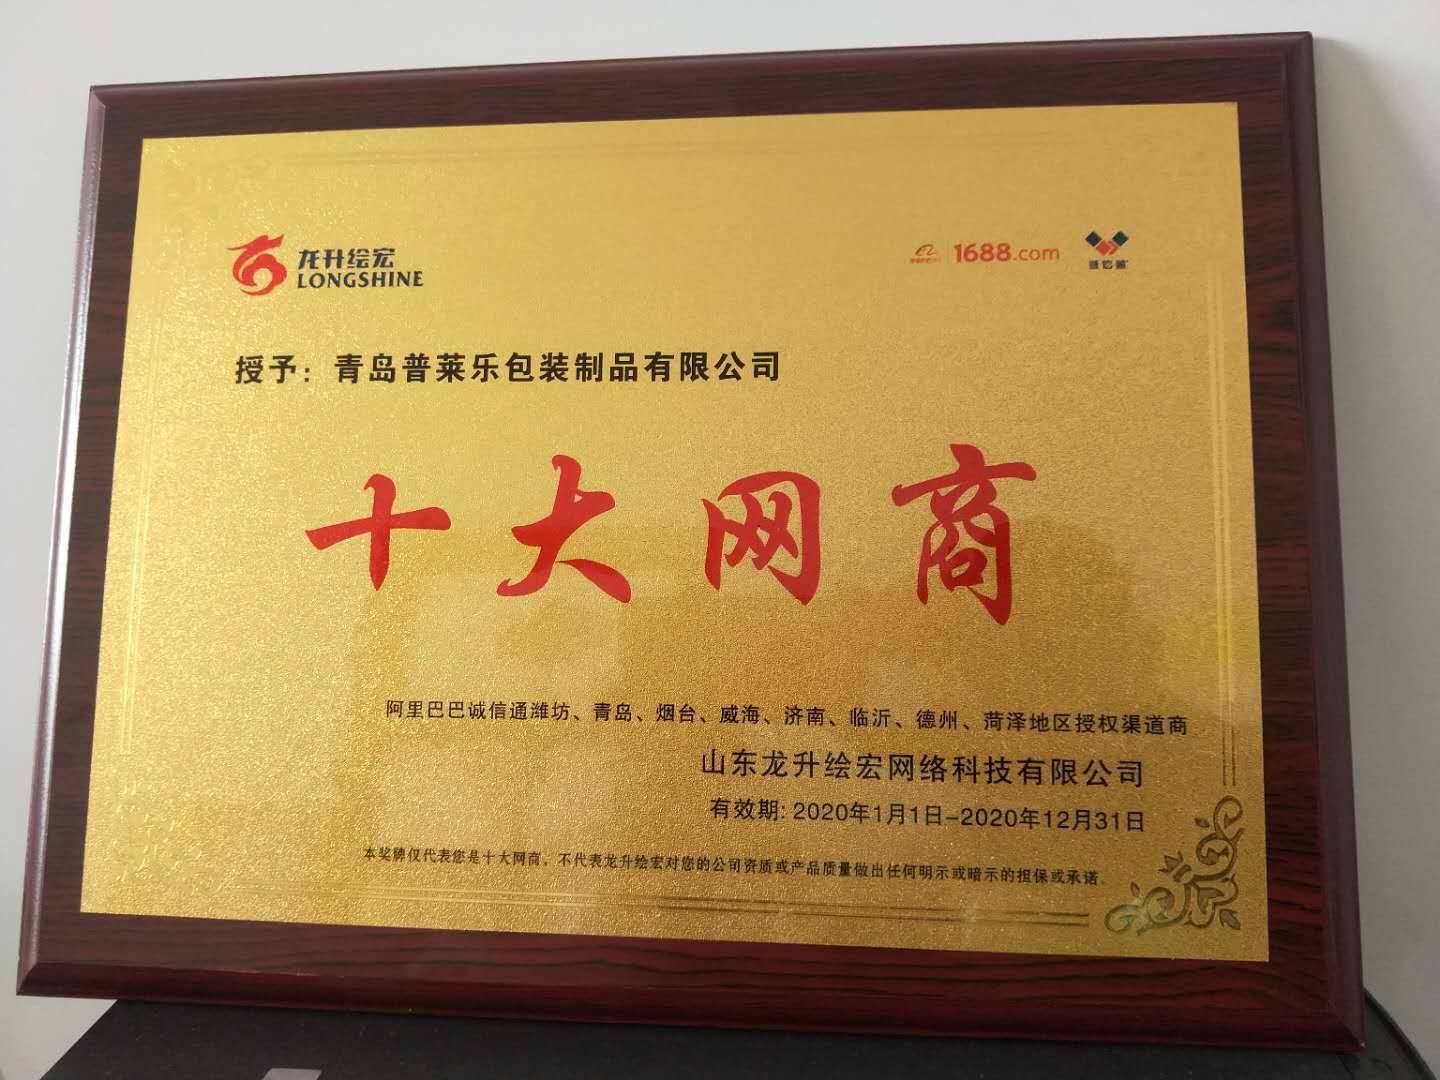 龙升绘宏
LONGSHINE
1688.com
诚信通
授予：青岛普莱乐包装制品有限公司
十大网商
阿里巴巴诚信通潍坊、青岛、烟台、威海、济南、临沂、德州、菏泽地区授权渠道商
山东龙升绘宏网络科技有限公司
有效期: 2020年1月1日-2020年12月31日
本奖牌仅代表您是十大网商，不代表龙升绘宏对您的公司资质或产品质量做出任何明示或暗示的担保或承诺。